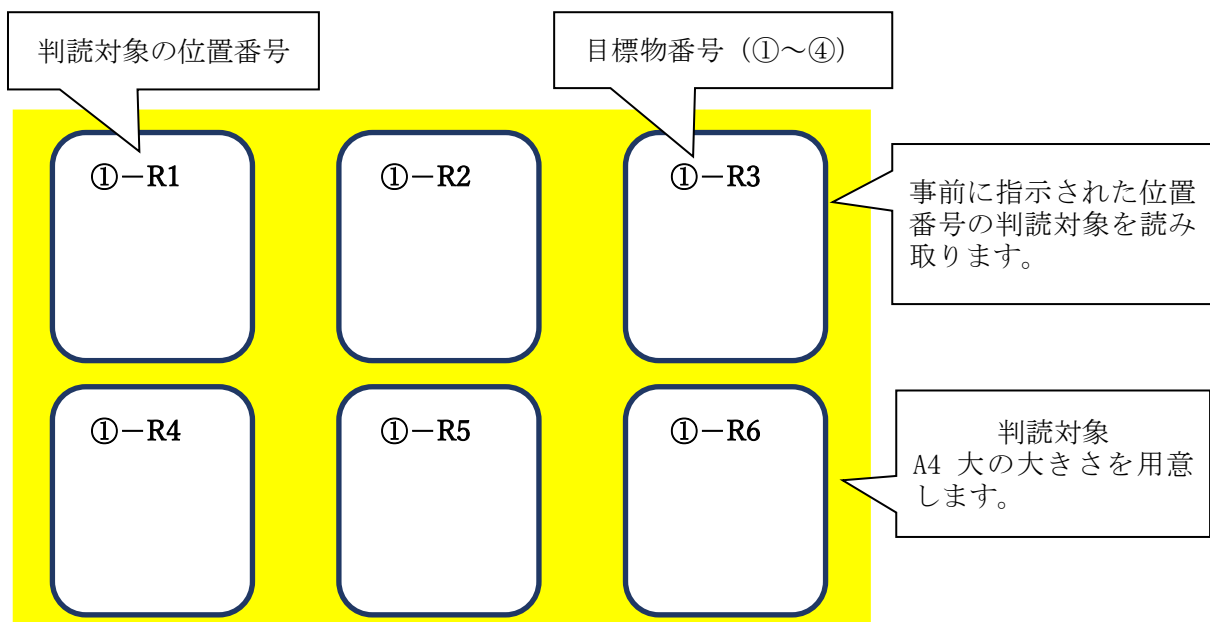 判読対象の位置番号
目標物番号（①～④）
①－R1
①－R2
①－R3
事前に指示された位置
番号の判読対象を読み
取ります。
①－R4
①－R5
①－R6
判読対象
A4 大の大きさを用意
します。